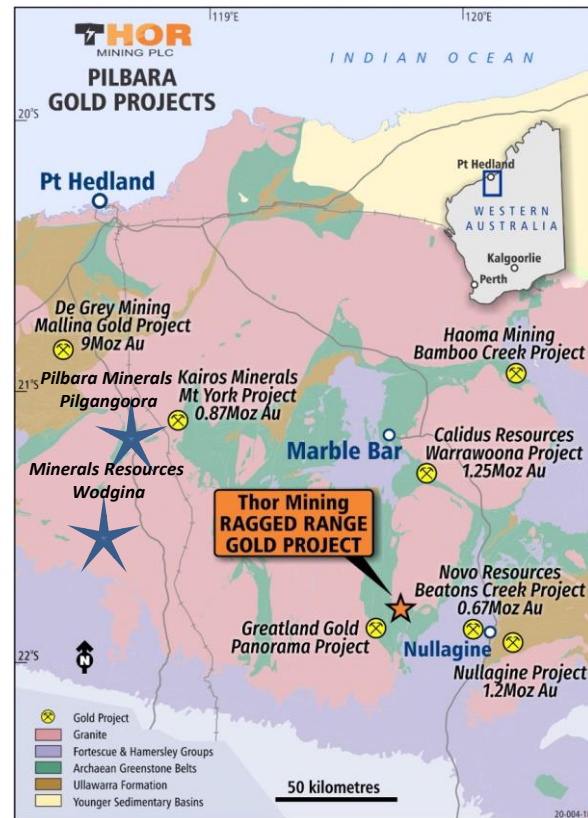 THOR
MINING PLC
PILBARA
GOLD PROJECTS
119°E
120°E
INDIAN OCEAN
20°S
Pt Hedland
Pt Hedland
WESTERN
AUSTRALIA
Kalgoorlie
Perth
De Grey Mining
Mallina Gold Project
9Moz Au
Haoma Mining
Bamboo Creek Project
21°S
Pilbara Minerals
Pilgangoora
Kairos Minerals
Mt York Project
0.87Moz Au
Marble Bar
Calidus Resources
Warrawoona Project
1.25Moz Au
Minerals Resources
Wodgina
Thor Mining
RAGGED RANGE
GOLD PROJECT
Novo Resources
Beatons Creek Project
0.67Moz Au
Greatland Gold
Panorama Project
Nullagine
22°S
N
Nullagine Project
1.2Moz Au
Gold Project
Granite
Fortescue & Hamersley Groups
Archaean Greenstone Belts
Ullawarra Formation
Younger Sedimentary Basins
50 kilometres